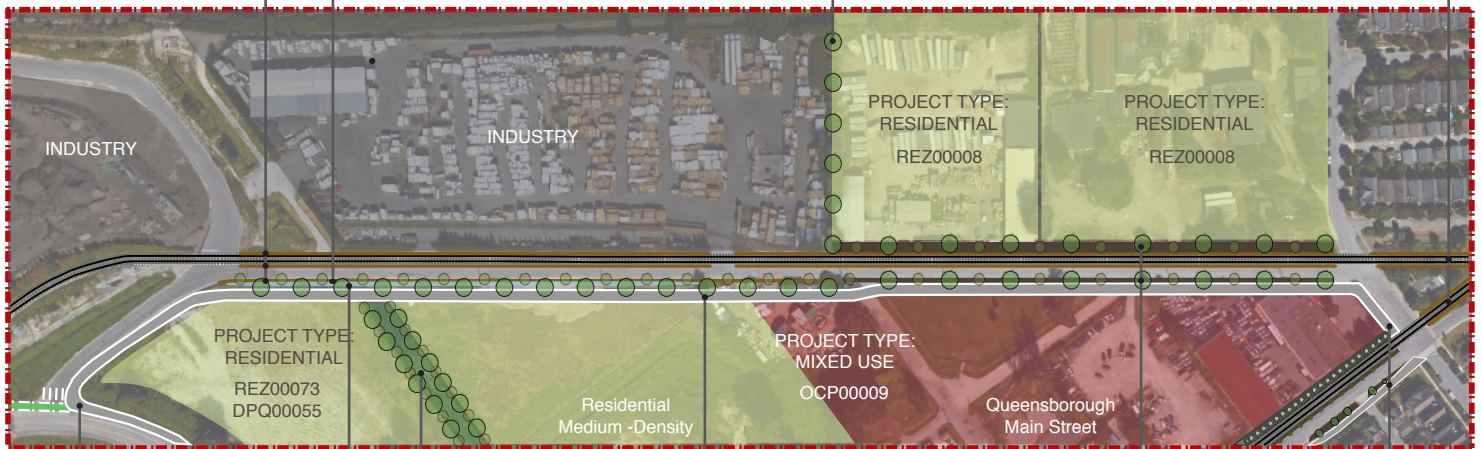 INDUSTRY
INDUSTRY
PROJECT TYPE:
RESIDENTIAL
REZ00008
PROJECT TYPE:
RESIDENTIAL
REZ00008
PROJECT TYPE:
RESIDENTIAL
REZ00073
DPQ00055
Residential
Medium -Density
PROJECT TYPE:
MIXED USE
OCP00009
Queensborough
Main Street